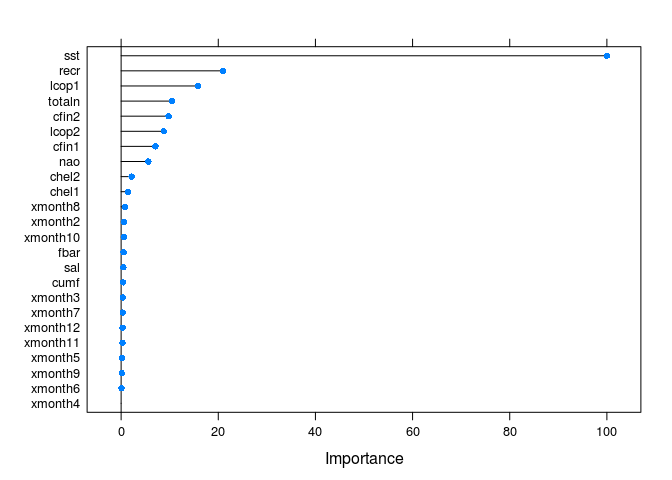 sst
recr
lcop1
totaln
cfin2
lcop2
cfin1
nao
chel2
chel1
xmonth8
xmonth2
xmonth10
fbar
sal
cumf
xmonth3
xmonth7
xmonth12
xmonth11
xmonth5
xmonth9
xmonth6
xmonth4
0 20 40 60 80 100
Importance